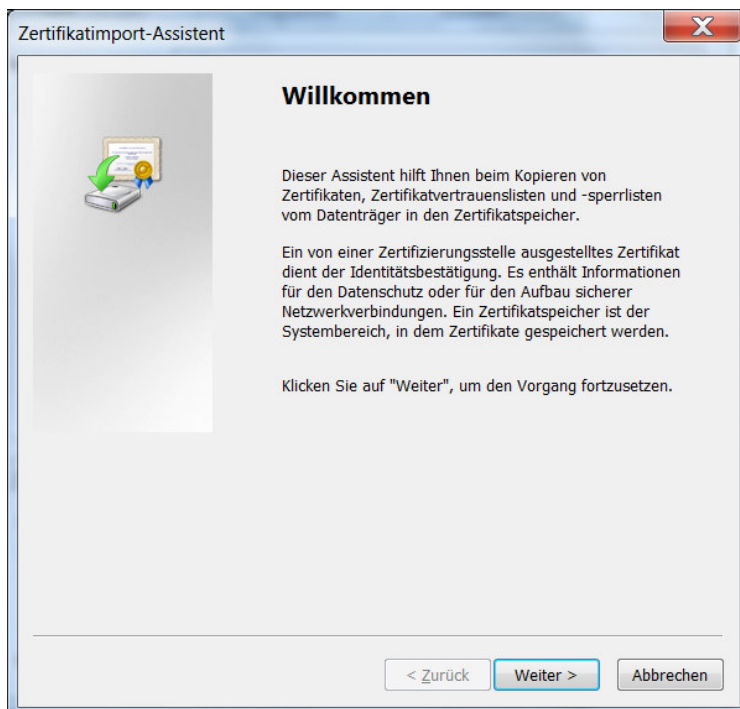 Zertifikatimport-Assistent
Willkommen
Dieser Assistent hilft Ihnen beim Kopieren von
Zertifikaten, Zertifikatvertrauenslisten und -sperrlisten
vom Datenträger in den Zertifikatspeicher.
Ein von einer Zertifizierungsstelle ausgestelltes Zertifikat
dient der Identitätsbestätigung. Es enthält Informationen
für den Datenschutz oder für den Aufbau sicherer
Netzwerkverbindungen. Ein Zertifikatspeicher ist der
Systembereich, in dem Zertifikate gespeichert werden.
Klicken Sie auf "Weiter", um den Vorgang fortzusetzen.
< Zurück Weiter > Abbrechen